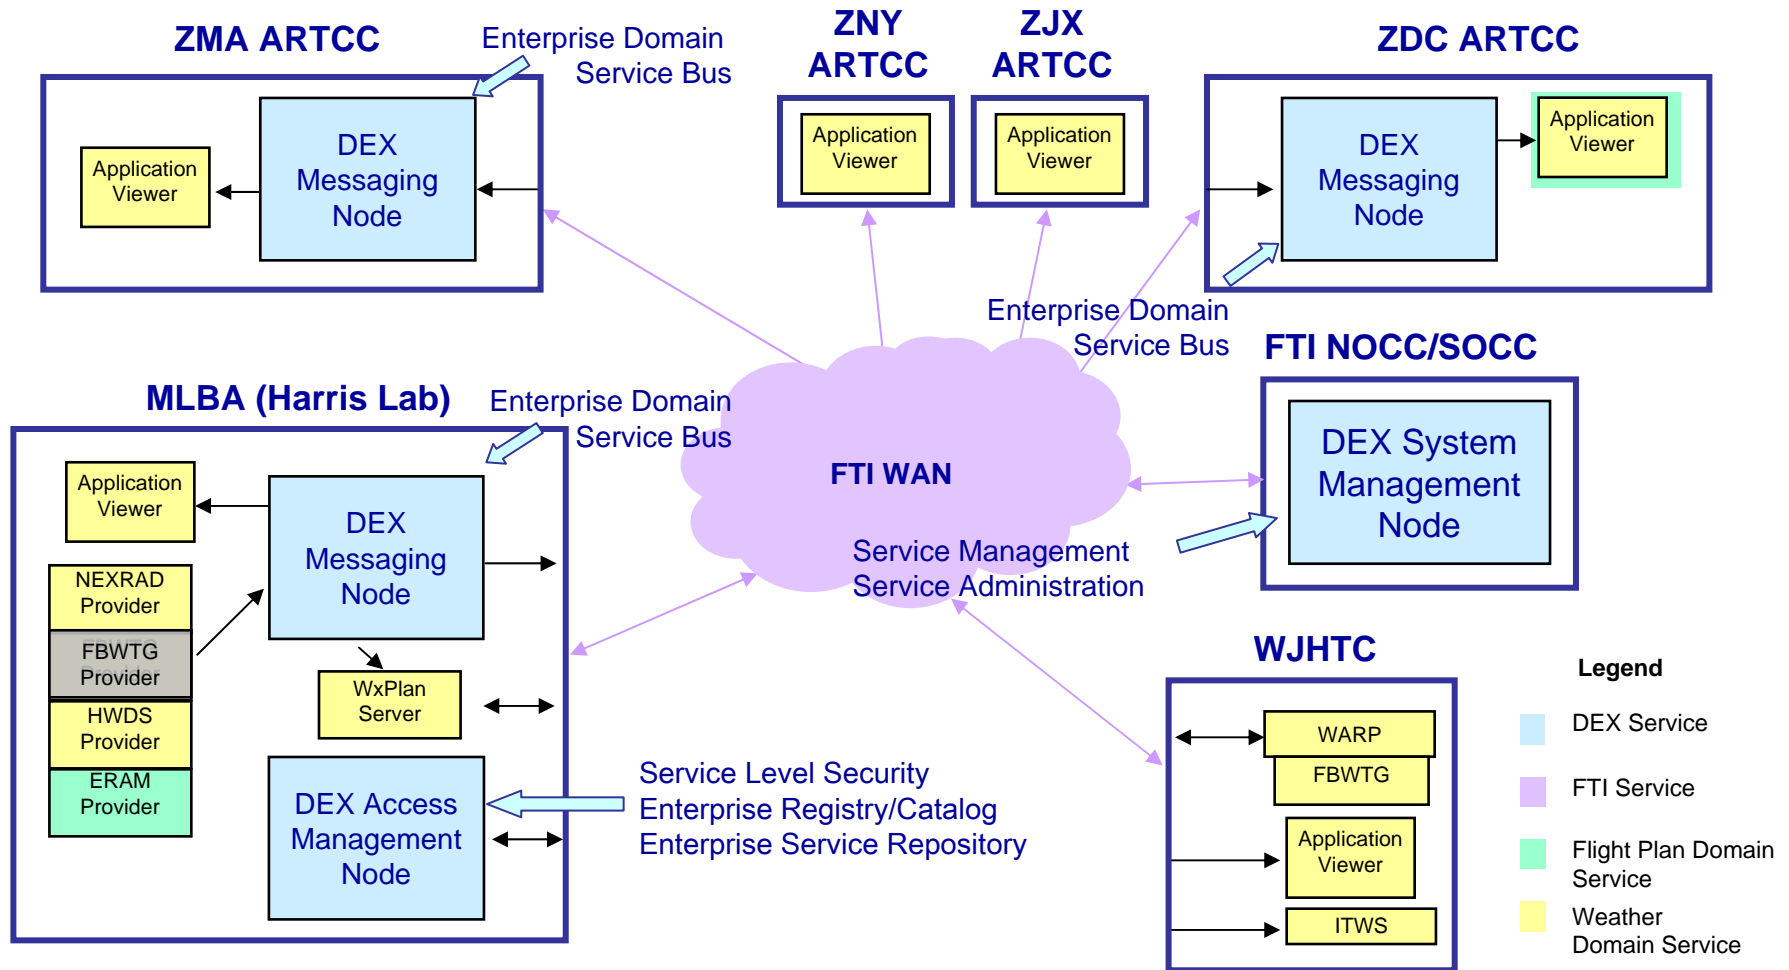 ZMA ARTCC
Enterprise Domain
Service Bus
DEX
Messaging
Node
Application
Viewer
ZNY
ARTCC
Application
Viewer
ZJX
ARTCC
Application
Viewer
ZDC ARTCC
DEX
Messaging
Node
Application
Viewer
Enterprise Domain
Service Bus
FTI NOCC/SOCC
DEX System
Management
Node
MLBA (Harris Lab)
Enterprise Domain
Service Bus
Application
Viewer
DEX
Messaging
Node
NEXRAD
Provider
FBWTG
Provider
HWDS
Provider
ERAM
Provider
WxPlan
Server
DEX Access
Management
Node
FTI WAN
Service Management
Service Administration
Service Level Security
Enterprise Registry/Catalog
Enterprise Service Repository
WJHTC
WARP
FBWTG
Application
Viewer
ITWS
Legend
DEX Service
FTI Service
Flight Plan Domain
Service
Weather
Domain Service